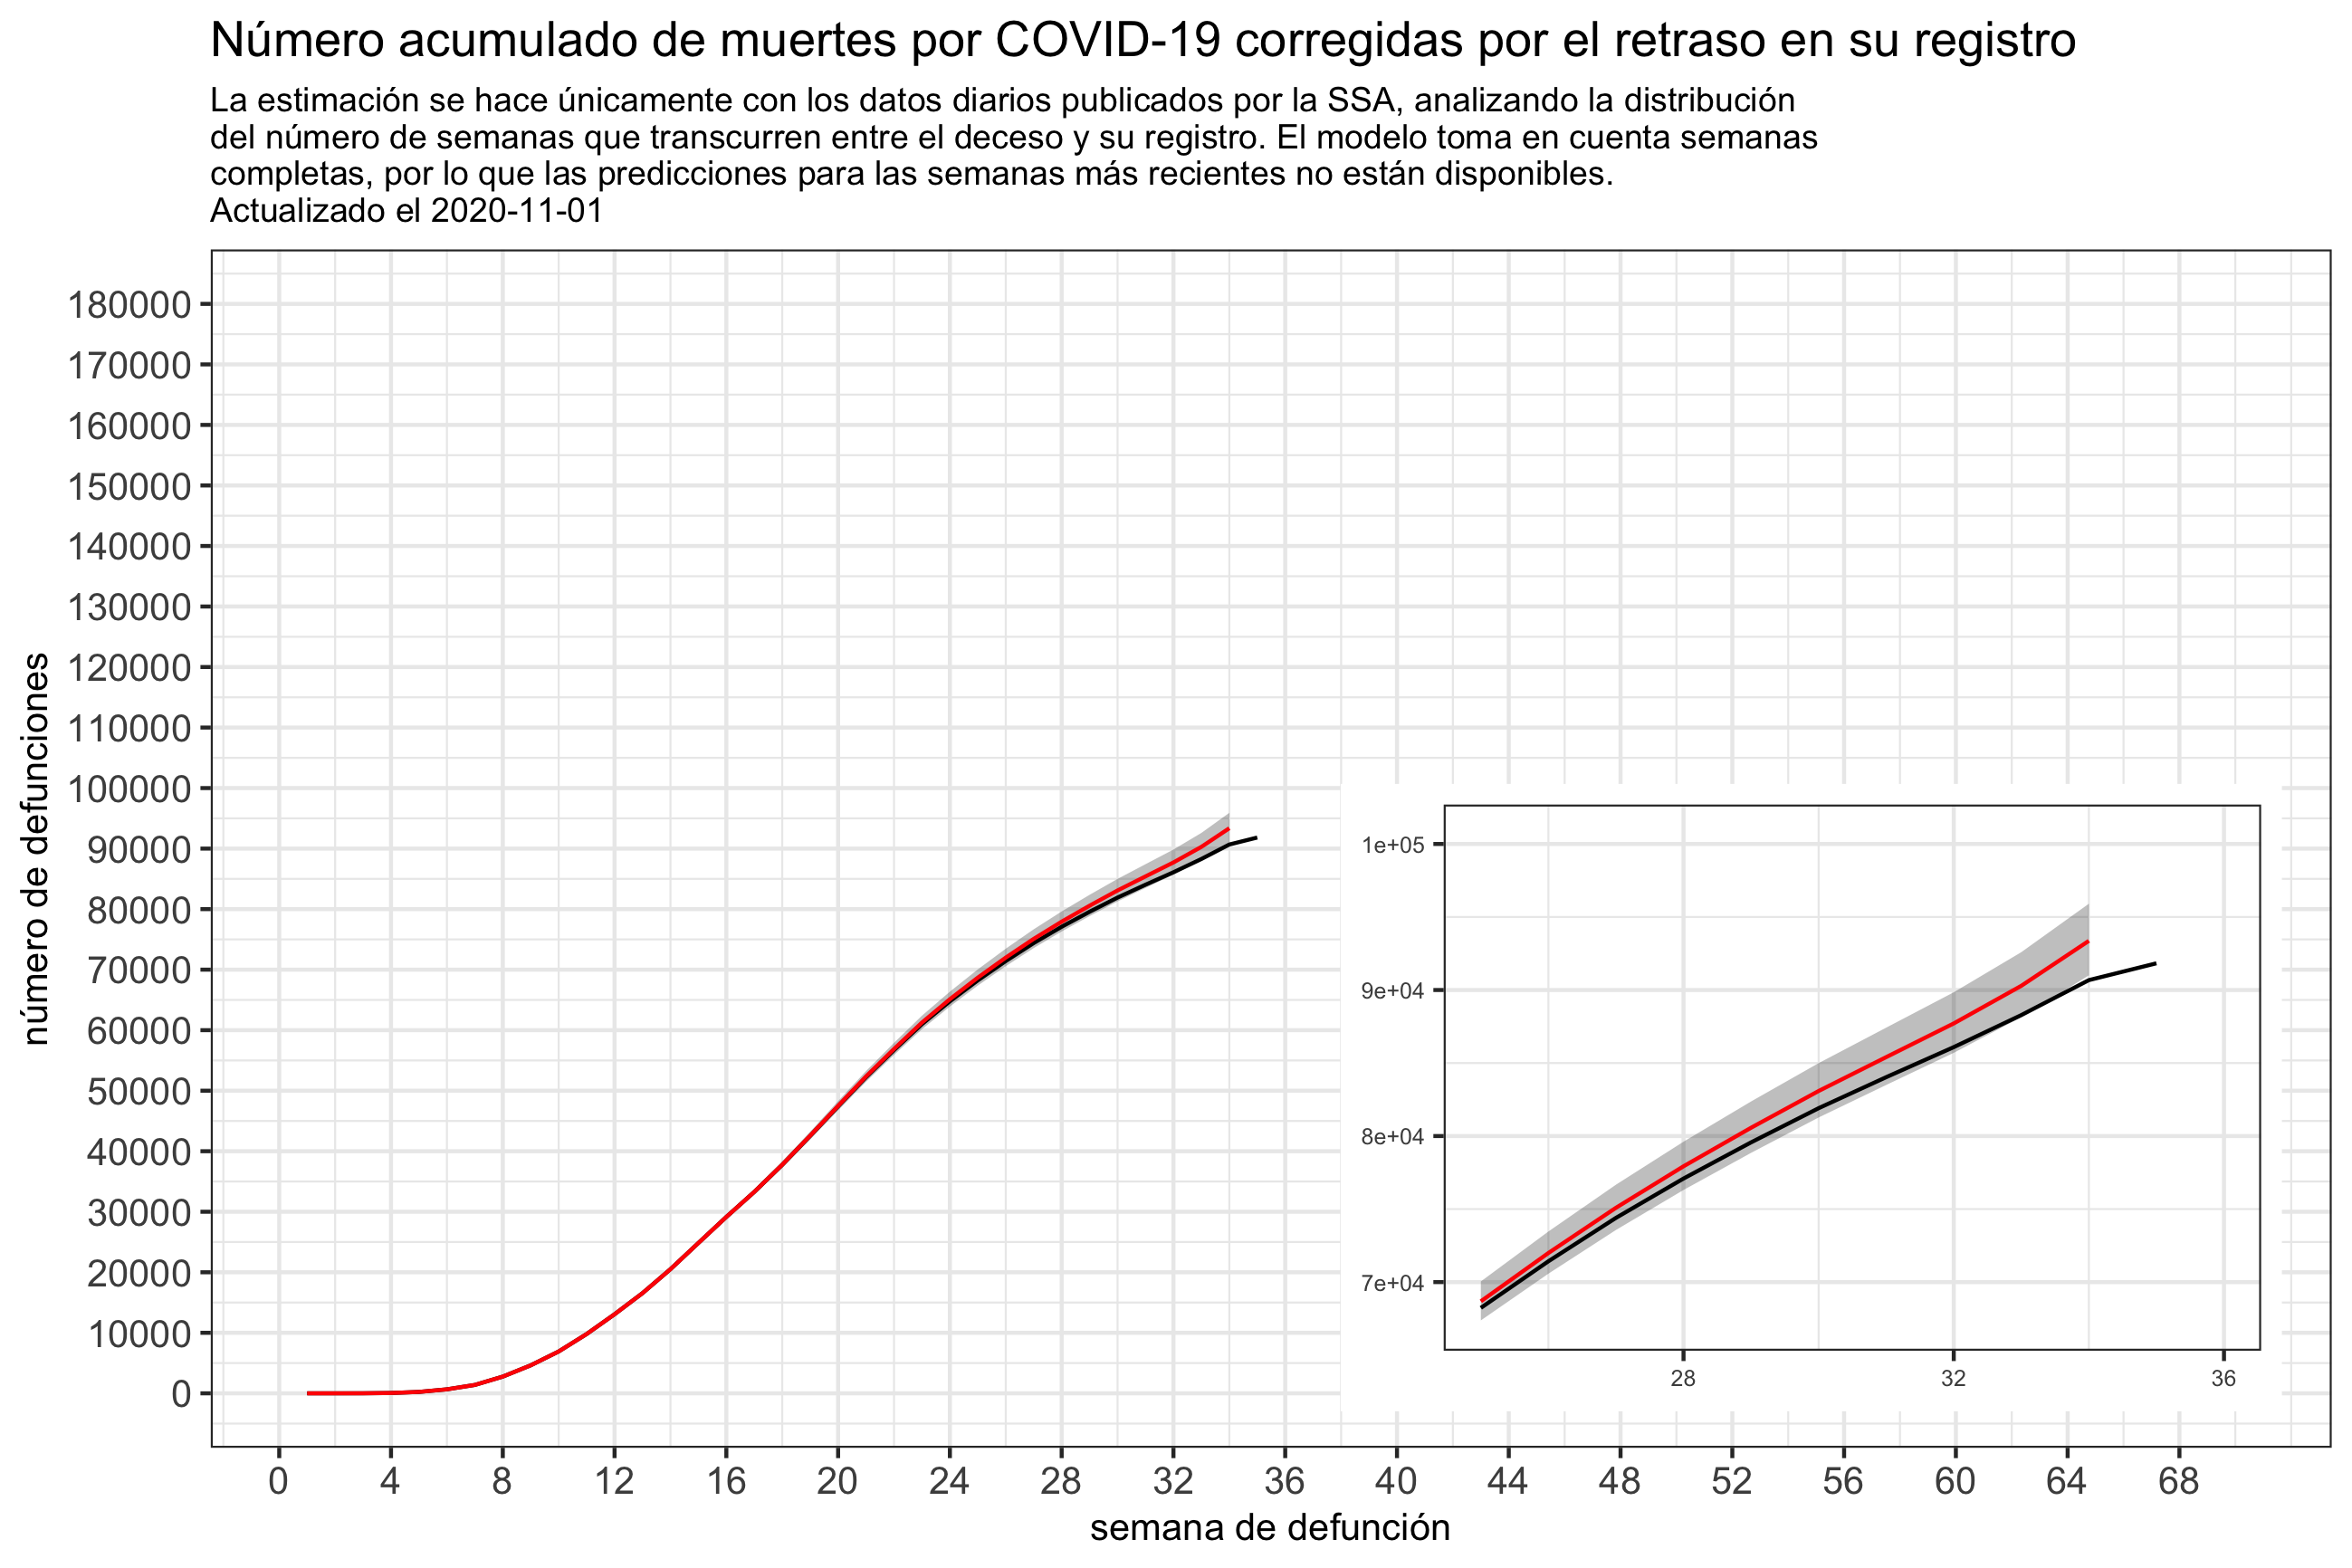 Número acumulado de muertes por COVID-19 corregidas por el retraso en su registro
La estimación se hace únicamente con los datos diarios publicados por la SSA, analizando la distribución
del número de semanas que transcurren entre el deceso y su registro. El modelo toma en cuenta semanas
completas, por lo que las predicciones para las semanas más recientes no están disponibles.
Actualizado el 2020-11-01
número de defunciones
180000
170000
160000
150000
140000
130000
120000
110000
100000
90000
80000
70000
60000
50000
40000
30000
20000
10000
0
1e+05
9e+04
8e+04
7e+04
28 32 36
0 4 8 12 16 20 24 28 32 36 40 44 48 52 56 60 64 68
semana de defunción